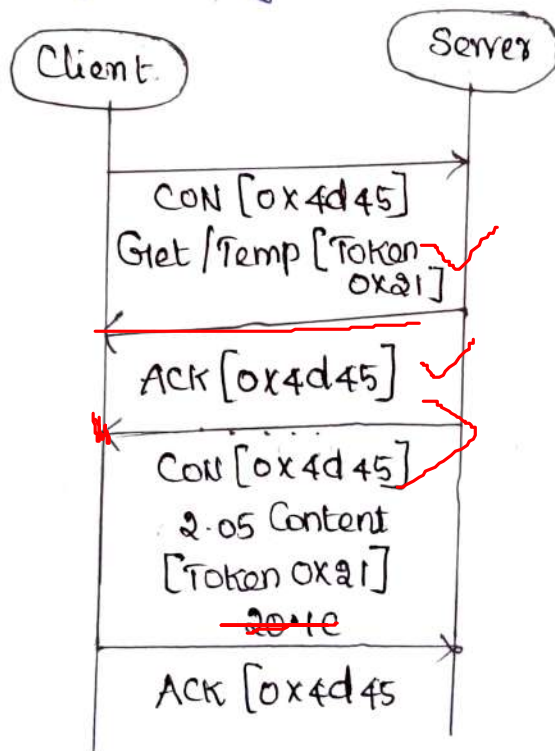 Client
Server
CON [0x4d45]
Get /Temp [Token
0x21]
ACK [0x4d45]
CON [0x4d45]
2.05 Content
[Token 0x21]
ACK [0x4d45